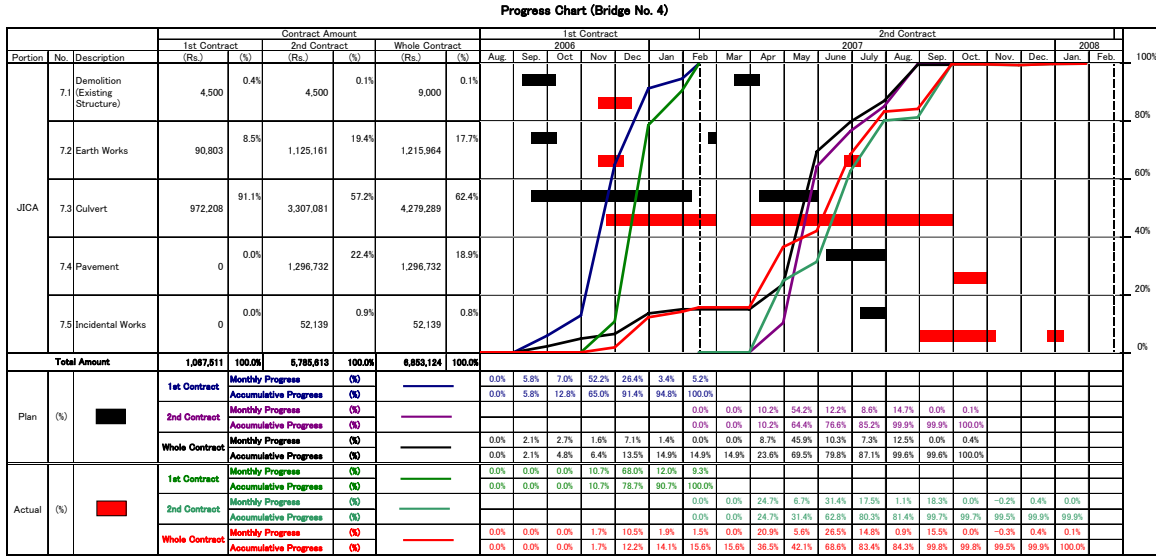 Progress Chart (Bridge No. 4)
Contract Amount 1st Contract 2nd Contract
1st Contract 2nd Contract Whole Contract 2006 2007 2008
Portion No. Description (Rs.) (%) (Rs.) (%) (Rs.) (%) Aug. Sep. Oct Nov Dec Jan Feb Mar Apr May June July Aug. Sep. Oct. Nov. Dec. Jan. Feb.
100%
7.1 Demolition (Existing Structure) 4,500 0.4% 4,500 0.1% 9,000 0.1%
80%
7.2 Earth Works 90,803 8.5% 1,125,161 19.4% 1,215,964 17.7%
60%
JICA 7.3 Culvert 972,208 91.1% 3,307,081 57.2% 4,279,289 62.4%
40%
7.4 Pavement 0 0.0% 1,296,732 22.4% 1,296,732 18.9%
20%
7.5 Incidental Works 0 0.0% 52,139 0.9% 52,139 0.8%
0%
Total Amount 1,067,511 100.0% 5,785,613 100.0% 6,853,124 100.0%
Plan (%)
1st Contract
Monthly Progress (%) 0.0% 5.8% 7.0% 52.2% 26.4% 3.4% 5.2%
Accumulative Progress (%) 0.0% 5.8% 12.8% 65.0% 91.4% 94.8% 100.0%
2nd Contract
Monthly Progress (%) 0.0% 0.0% 10.2% 54.2% 12.2% 8.6% 14.7% 0.0% 0.1%
Accumulative Progress (%) 0.0% 0.0% 10.2% 64.4% 76.6% 85.2% 99.9% 99.9% 100.0%
Whole Contract
Monthly Progress (%) 0.0% 2.1% 2.7% 1.6% 7.1% 1.4% 0.0% 0.0% 8.7% 45.9% 10.3% 7.3% 12.5% 0.0% 0.4%
Accumulative Progress (%) 0.0% 2.1% 4.8% 6.4% 13.5% 14.9% 14.9% 14.9% 23.6% 69.5% 79.8% 87.1% 99.6% 99.6% 100.0%
Actual (%)
1st Contract
Monthly Progress (%) 0.0% 0.0% 0.0% 10.7% 68.0% 12.0% 9.3%
Accumulative Progress (%) 0.0% 0.0% 0.0% 10.7% 78.7% 90.7% 100.0%
2nd Contract
Monthly Progress (%) 0.0% 0.0% 24.7% 6.7% 31.4% 17.5% 1.1% 18.3% 0.0% -0.2% 0.4% 0.0%
Accumulative Progress (%) 0.0% 0.0% 24.7% 31.4% 62.8% 80.3% 81.4% 99.7% 99.7% 99.5% 99.9% 99.9%
Whole Contract
Monthly Progress (%) 0.0% 0.0% 0.0% 1.7% 10.5% 1.9% 1.5% 0.0% 20.9% 5.6% 26.5% 14.8% 0.9% 15.5% 0.0% -0.3% 0.4% 0.1%
Accumulative Progress (%) 0.0% 0.0% 0.0% 1.7% 12.2% 14.1% 15.6% 15.6% 36.5% 42.1% 68.6% 83.4% 84.3% 99.8% 99.8% 99.5% 99.9% 100.0%